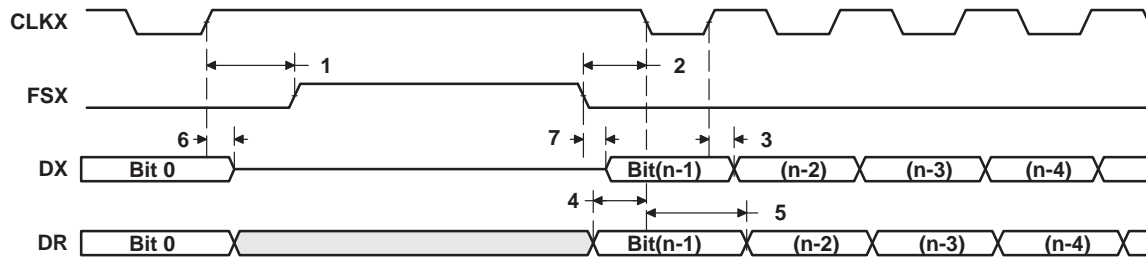 CLKX
1
2
FSX
6
7
3
DX
Bit 0
Bit(n-1)
(n-2)
(n-3)
(n-4)
4
5
DR
Bit 0
Bit(n-1)
(n-2)
(n-3)
(n-4)